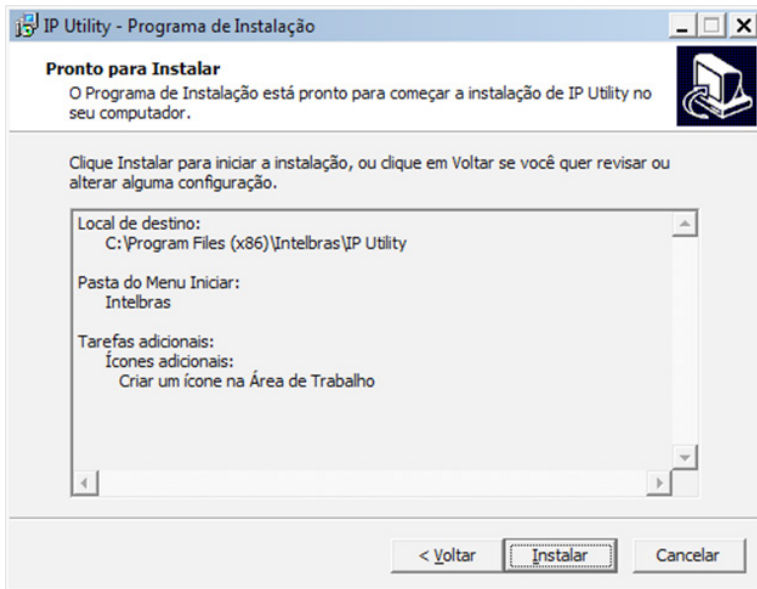 IP Utility - Programa de Instalação
Pronto para Instalar
O Programa de Instalação está pronto para começar a instalação de IP Utility no
seu computador.
Clique Instalar para iniciar a instalação, ou clique em Voltar se você quer revisar ou
alterar alguma configuração.
Local de destino:
C:\Program Files (x86)\Intelbras\IP Utility
Pasta do Menu Iniciar:
Intelbras
Tarefas adicionais:
Ícones adicionais:
Criar um ícone na Área de Trabalho
< Voltar
Instalar
Cancelar